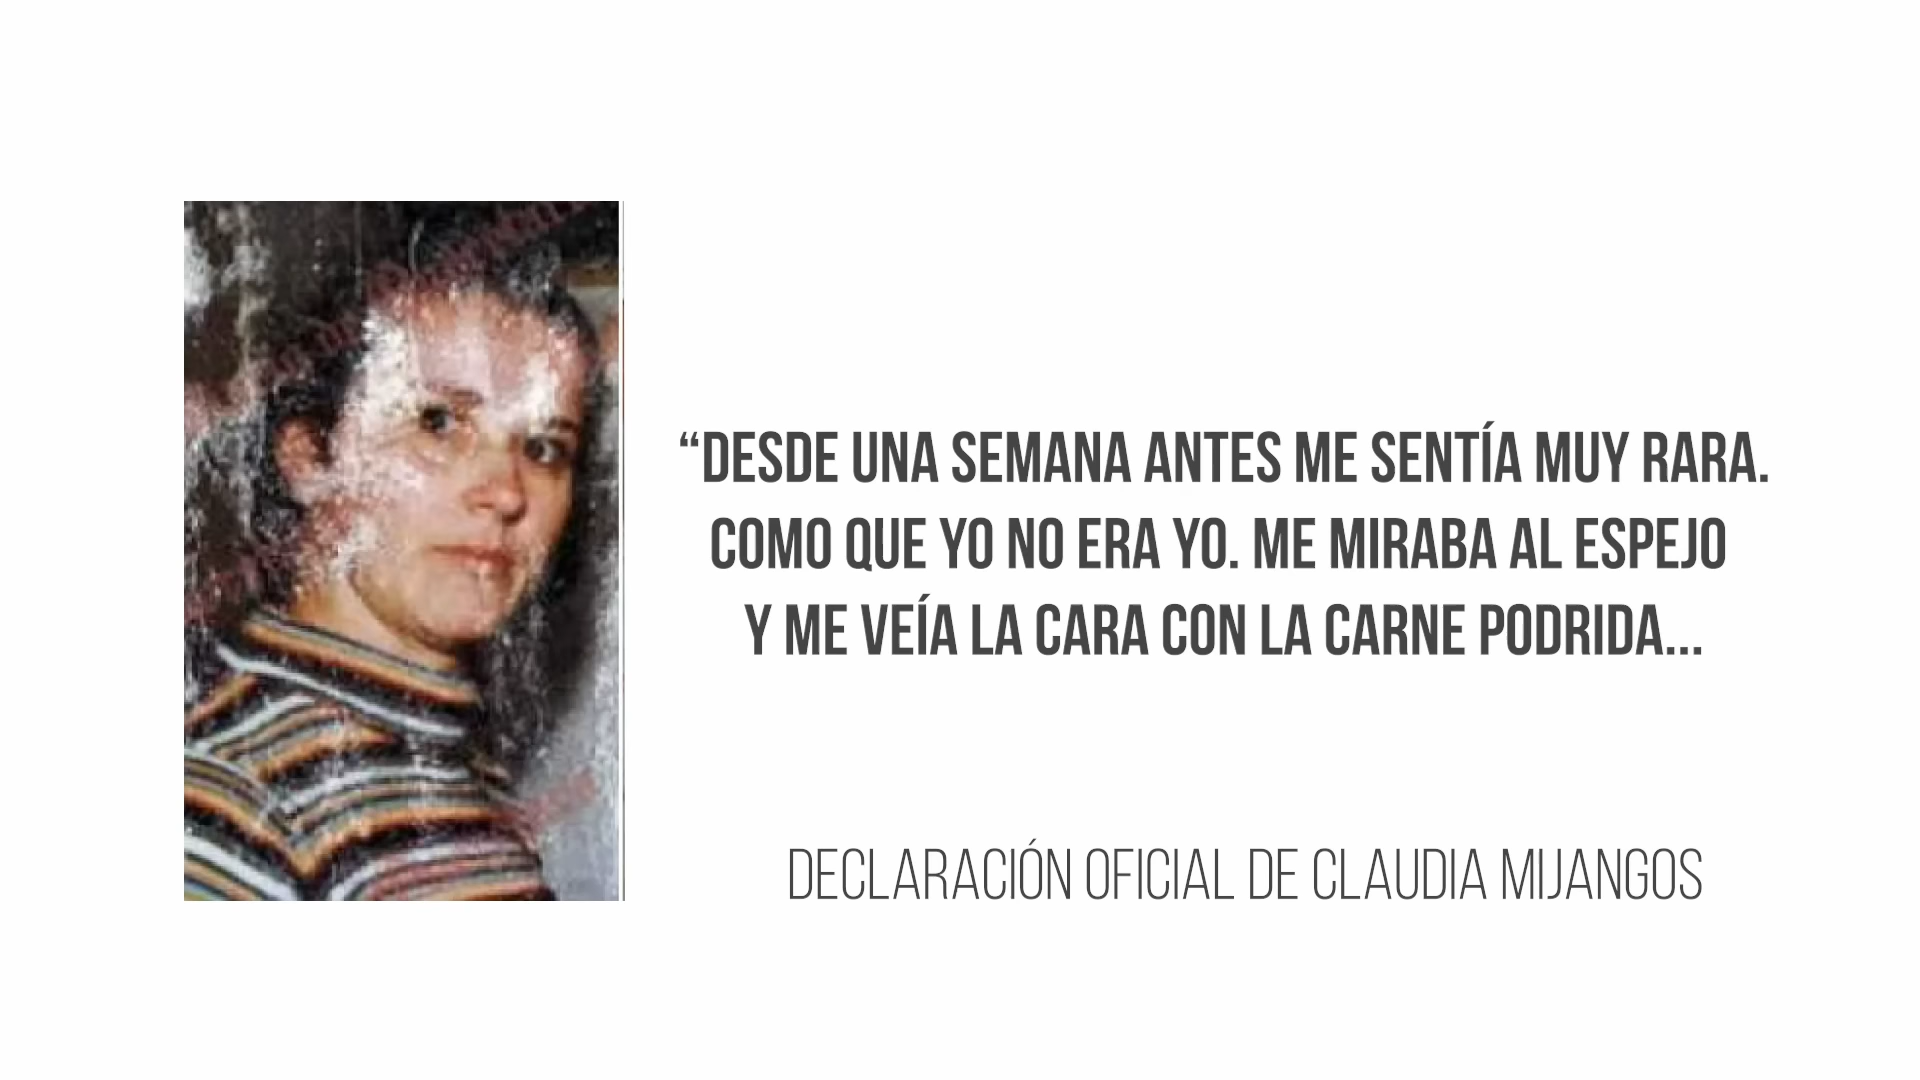 “DESDE UNA SEMANA ANTES ME SENTÍA MUY RARA.
COMO QUE YO NO ERA YO. ME MIRABA AL ESPEJO
Y ME VEÍA LA CARA CON LA CARNE PODRIDA...
DECLARACIÓN OFICIAL DE CLAUDIA MIJANGOS